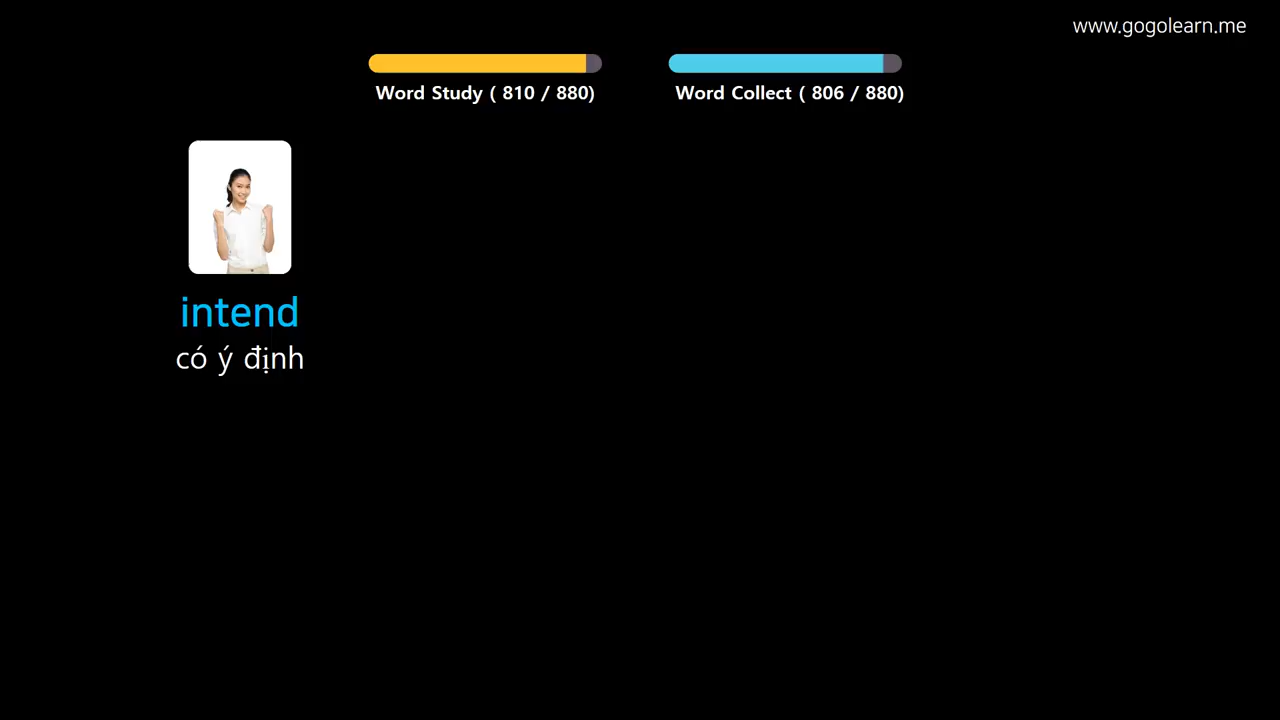 www.gogolearn.me
Word Study ( 810 / 880)
Word Collect ( 806 / 880)
intend
có ý định